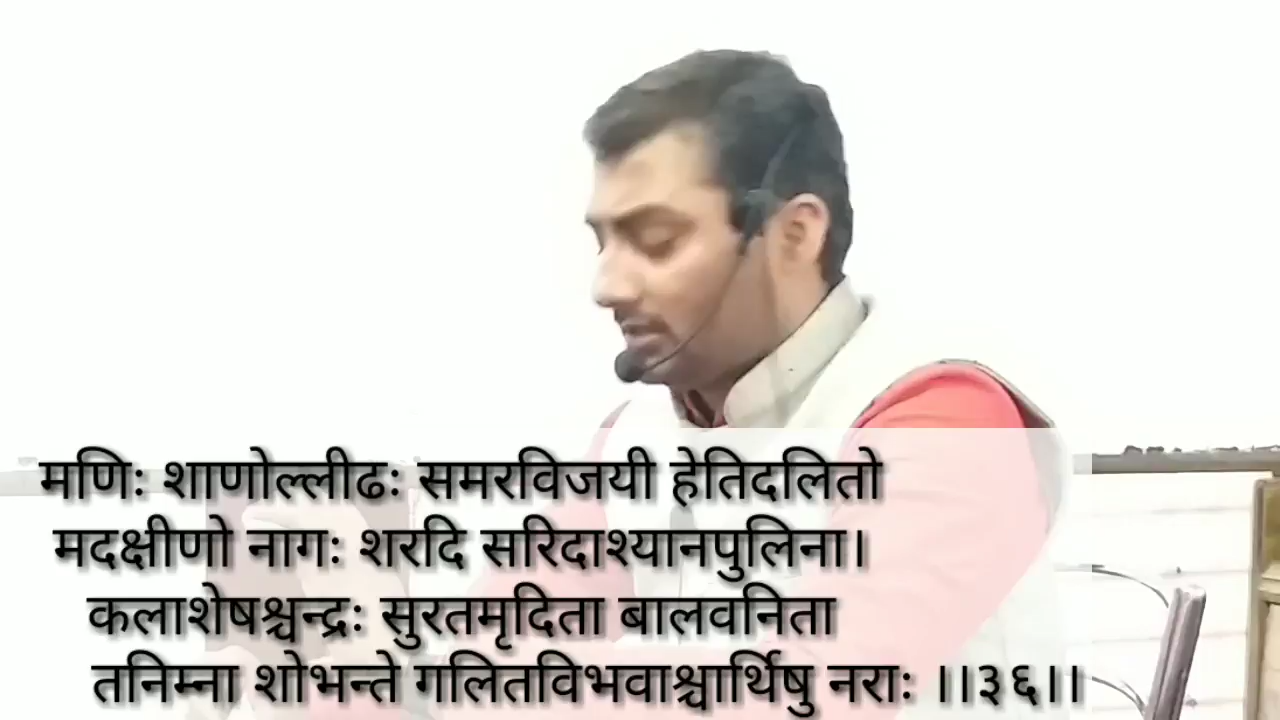 मणिः शाणोल्लीढः समरविजयी हेतिदलितो
मदक्षीणो नागः शरदि सरिदाश्यानपुलिना।
कलाशेषश्चन्द्रः सुरतमृदिता बालवनिता
तनिम्ना शोभन्ते गलितविभवाश्चार्थिषु नराः ।।३६।।